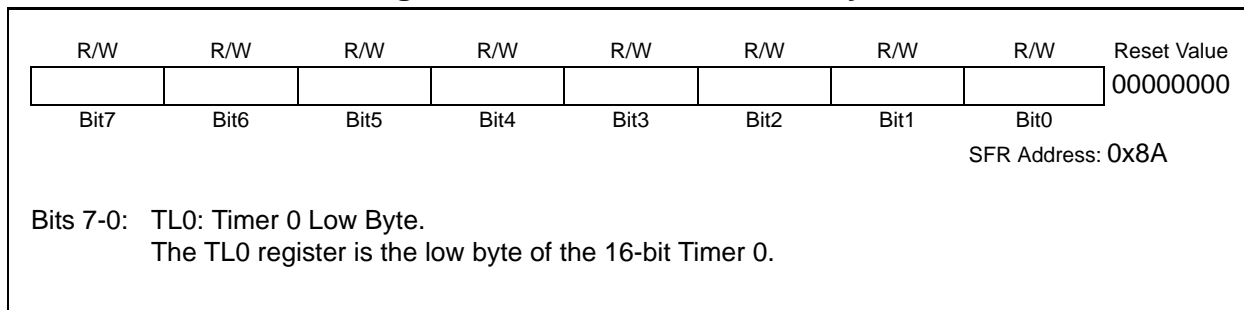 R/W R/W R/W R/W R/W R/W R/W R/W Reset Value
00000000
Bit7 Bit6 Bit5 Bit4 Bit3 Bit2 Bit1 Bit0
SFR Address: 0x8A
Bits 7-0: TL0: Timer 0 Low Byte.
The TL0 register is the low byte of the 16-bit Timer 0.